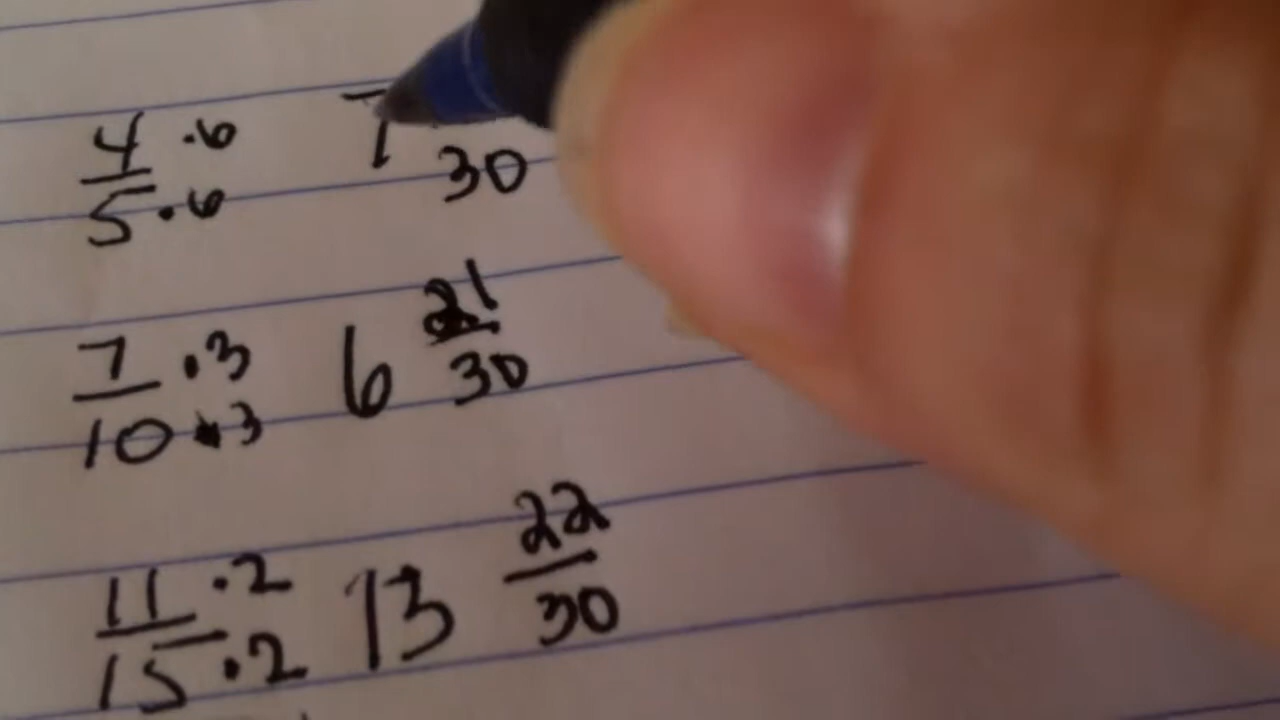 4 ·6
5 ·6 7 30
7 ·3 21
10 ·3 6 30
11 ·2 22
15 ·2 13 30